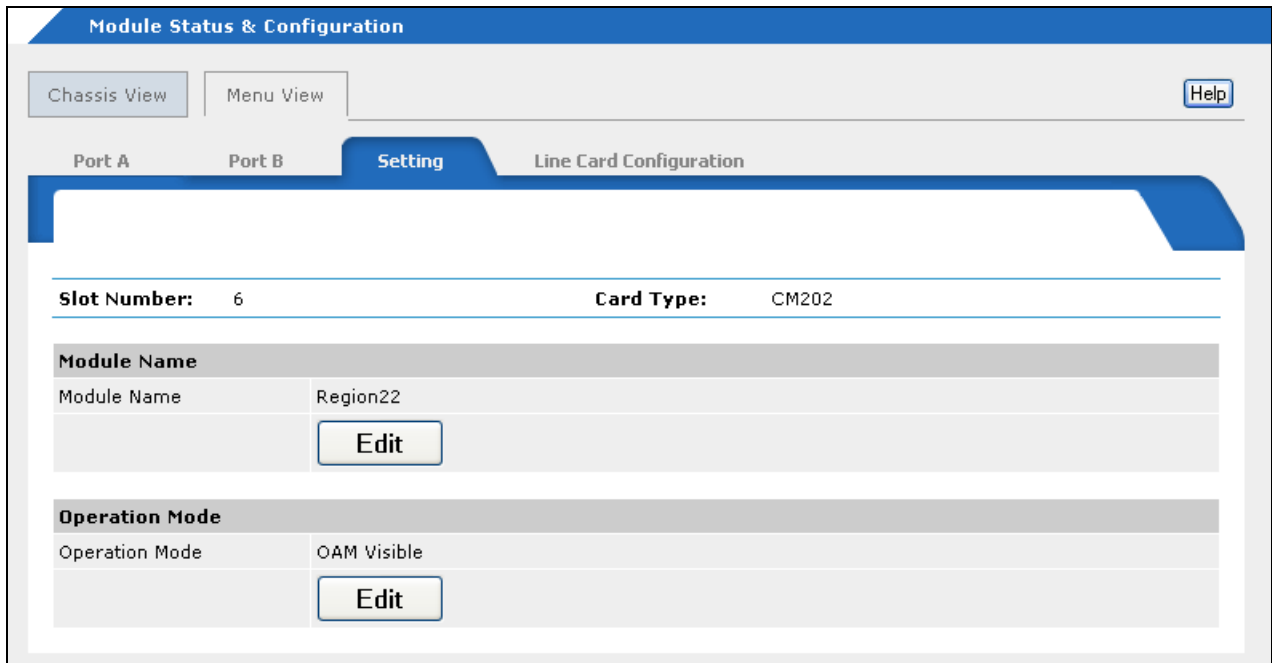 Module Status & Configuration
Chassis View Menu View Help
Port A Port B Setting Line Card Configuration
Slot Number: 6 Card Type: CM202
Module Name
Module Name Region22
Edit
Operation Mode
Operation Mode OAM Visible
Edit